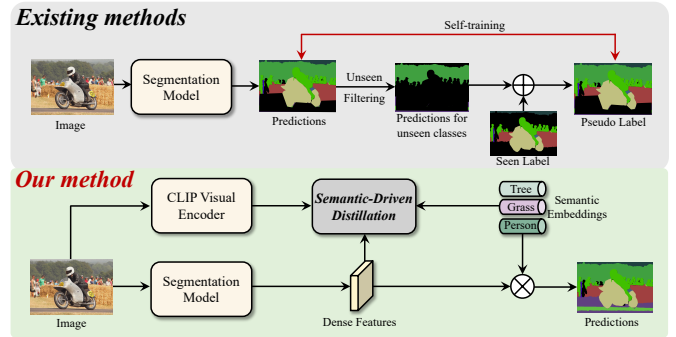 Existing methods
Self-training
Segmentation
Model
Unseen
Filtering
Image
Predictions
Predictions for
unseen classes
Seen Label
Pseudo Label
Our method
CLIP Visual
Encoder
Semantic-Driven
Distillation
Tree
Grass
Person
Semantic
Embeddings
Segmentation
Model
Image
Dense Features
Predictions